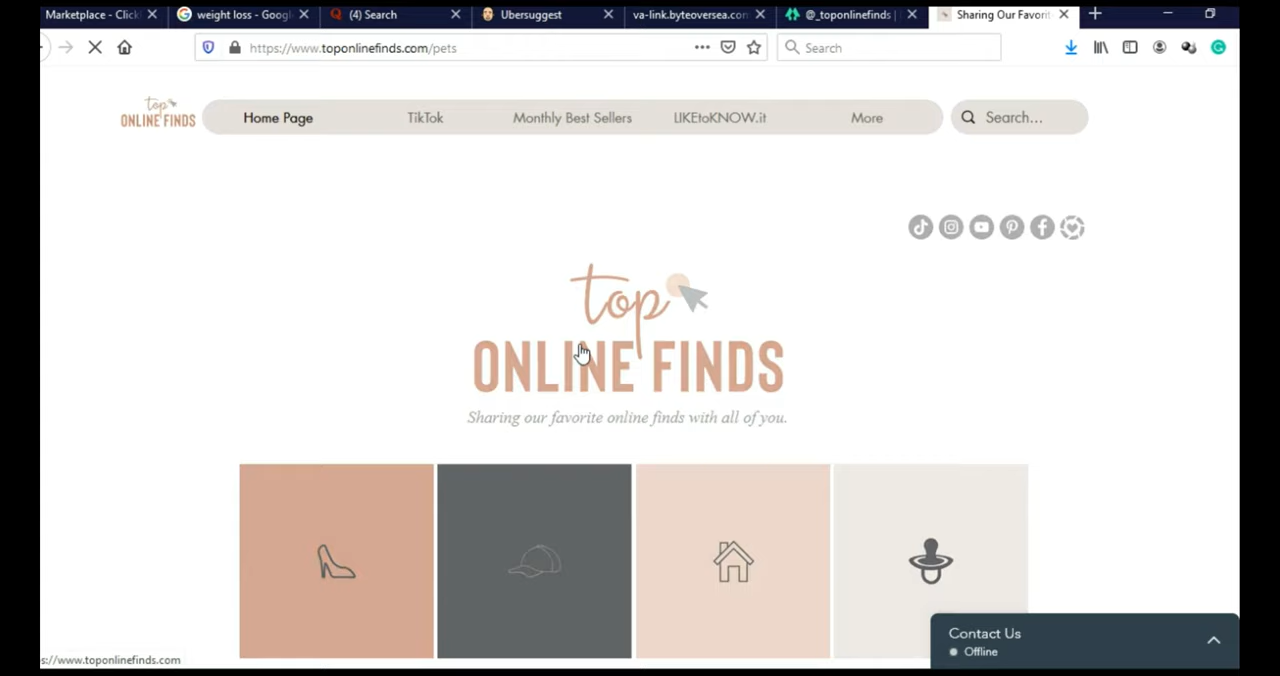 Marketplace - Click
weight loss - Googl
(4) Search
Ubersuggest
va-link.byteoversea.con
@_toponlinefinds |
Sharing Our Favorit
https://www.toponlinefinds.com/pets
Search
top
ONLINE FINDS
Home Page
TikTok
Monthly Best Sellers
LIKEtoKNOW.it
More
Search...
top
ONLINE FINDS
Sharing our favorite online finds with all of you.
Contact Us
Offline
s://www.toponlinefinds.com